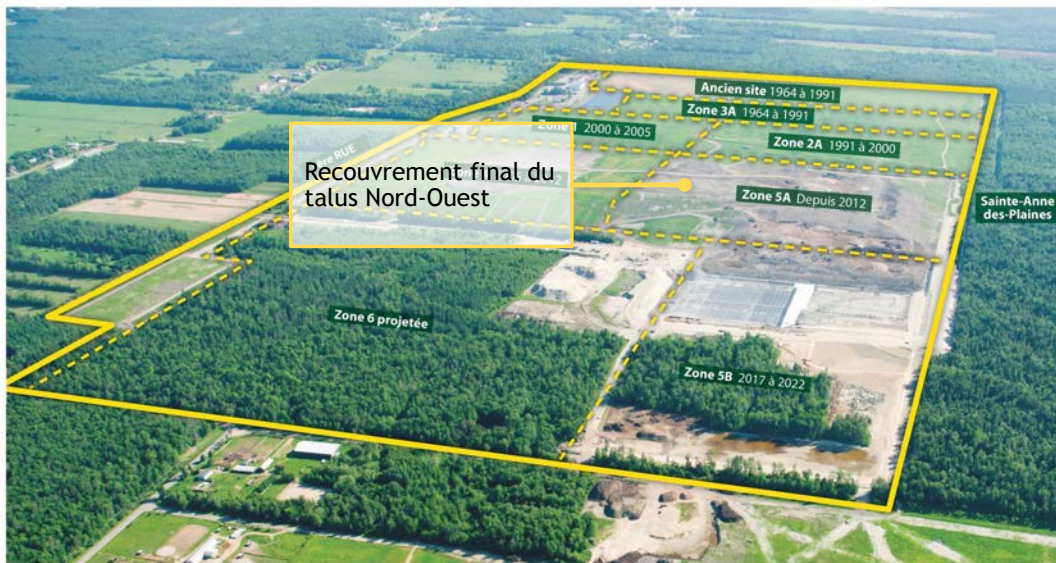 Ancien site 1964 à 1991
Zone 3A 1964 à 1991
Zone 1 2000 à 2005
Zone 2A 1991 à 2000
RUE
Recouvrement final du
talus Nord-Ouest
Zone 5A Depuis 2012
Sainte-Anne
des-Plaines
Zone 6 projetée
Zone 5B 2017 à 2022